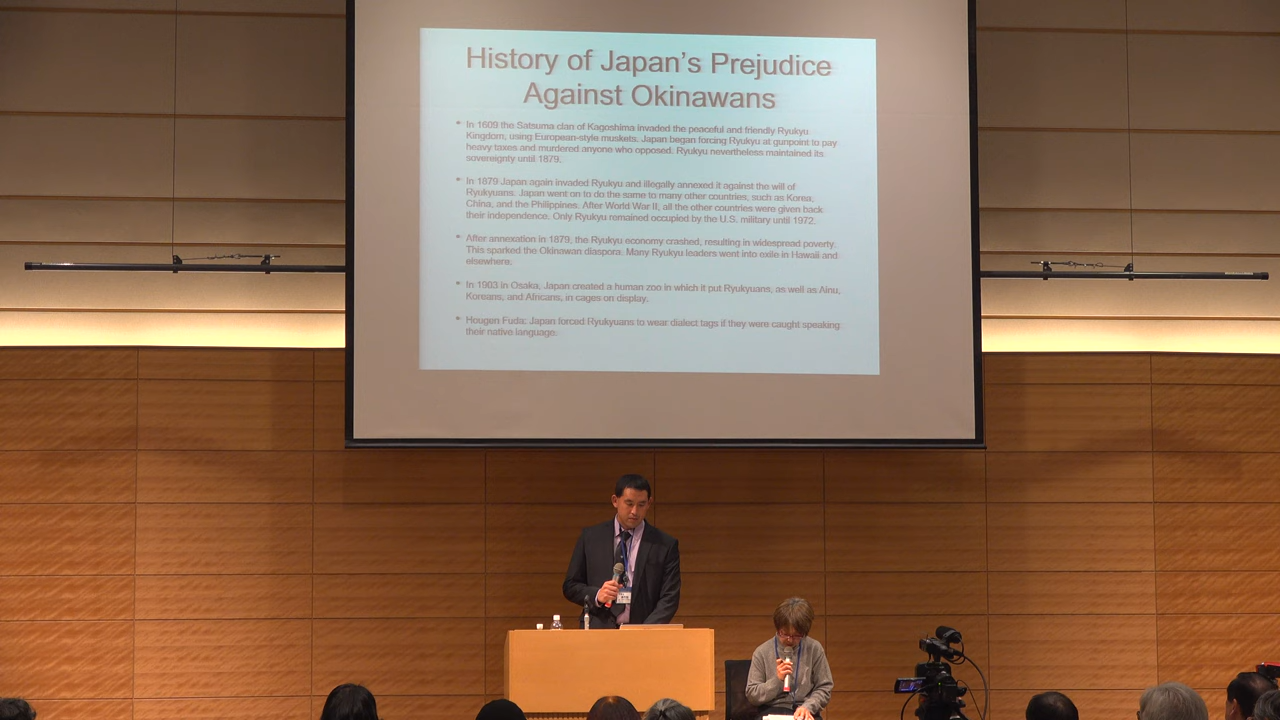 History of Japan's Prejudice
Against Okinawans
* In 1609 the Satsuma clan of Kagoshima invaded the peaceful and friendly Ryukyu
Kingdom, using European-style muskets. Japan began forcing Ryukyu at gunpoint to pay
heavy taxes and murdered anyone who opposed. Ryukyu nevertheless maintained its
sovereignty until 1879.
* In 1879 Japan again invaded Ryukyu and illegally annexed it against the will of
Ryukyuans. Japan went on to do the same to many other countries, such as Korea,
China, and the Philippines. After World War II, all the other countries were given back
their independence. Only Ryukyu remained occupied by the U.S. military until 1972.
* After annexation in 1879, the Ryukyu economy crashed, resulting in widespread poverty.
This sparked the Okinawan diaspora. Many Ryukyu leaders went into exile in Hawaii and
elsewhere.
* In 1903 in Osaka, Japan created a human zoo in which it put Ryukyuans, as well as Ainu,
Koreans, and Africans, in cages on display.
* Hougen Fuda: Japan forced Ryukyuans to wear dialect tags if they were caught speaking
their native language.